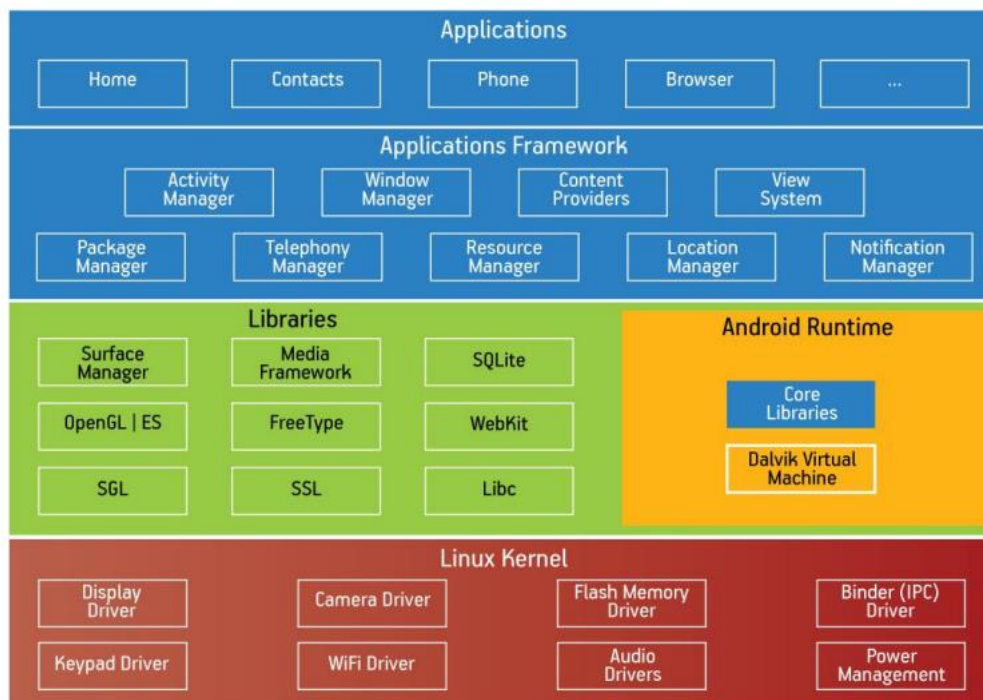 Applications
Home
Contacts
Phone
Browser
...
Applications Framework
Activity
Manager
Window
Manager
Content
Providers
View
System
Package
Manager
Telephony
Manager
Resource
Manager
Location
Manager
Notification
Manager
Libraries
Surface
Manager
Media
Framework
SQLite
OpenGL | ES
FreeType
WebKit
SGL
SSL
Libc
Android Runtime
Core
Libraries
Dalvik Virtual
Machine
Linux Kernel
Display
Driver
Camera Driver
Flash Memory
Driver
Binder (IPC)
Driver
Keypad Driver
WiFi Driver
Audio
Drivers
Power
Management